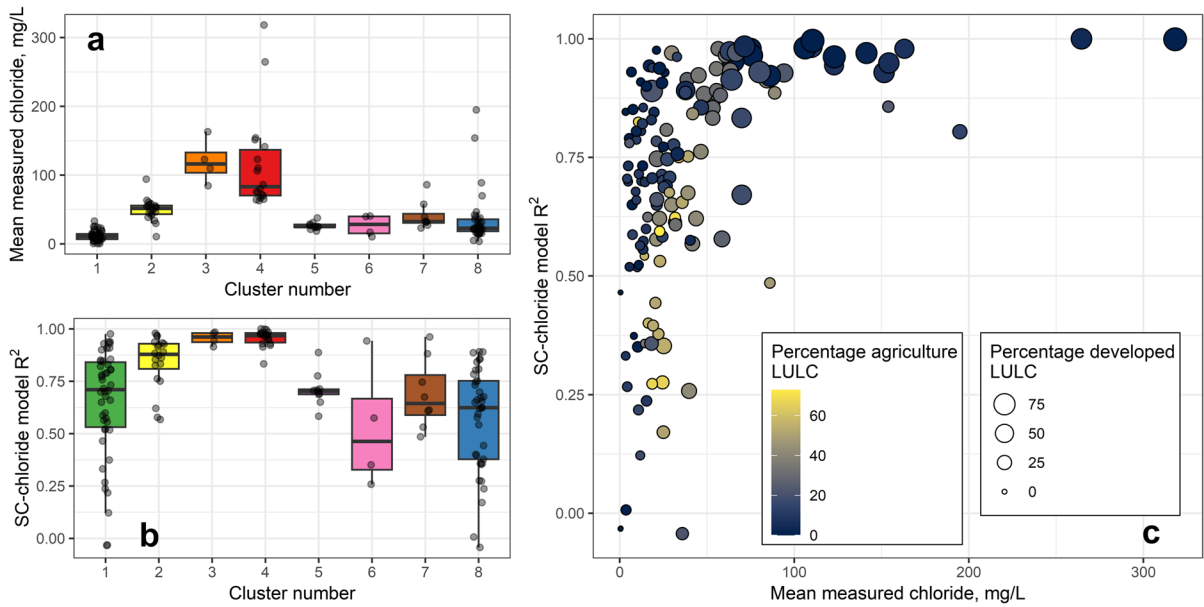 a
Mean measured chloride, mg/L
300
200
100
0
1 2 3 4 5 6 7 8
Cluster number
b
SC-chloride model R²
1.00
0.75
0.50
0.25
0.00
1 2 3 4 5 6 7 8
Cluster number
c
SC-chloride model R²
1.00
0.75
0.50
0.25
0.00
0 100 200 300
Mean measured chloride, mg/L
Percentage agriculture
LULC
60
40
20
0
Percentage developed
LULC
75
50
25
0